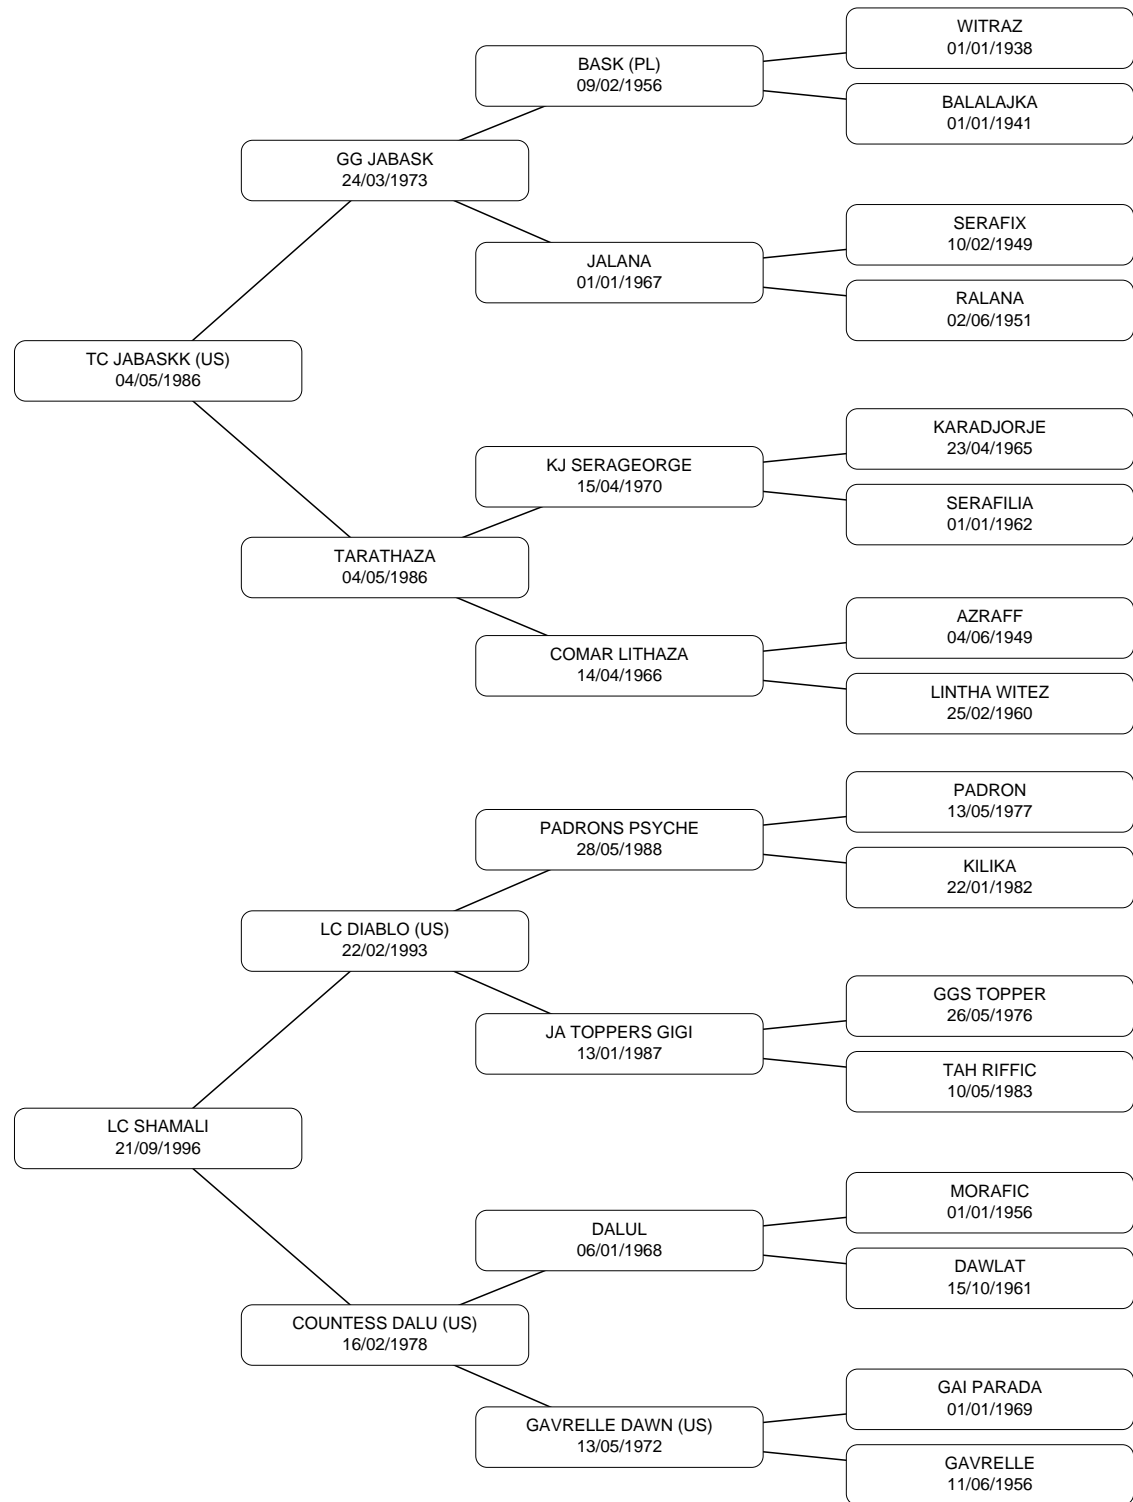 WITRAZ
01/01/1938
BASK (PL)
09/02/1956
BALALAJKA
01/01/1941
GG JABASK
24/03/1973
SERAFIX
10/02/1949
JALANA
01/01/1967
RALANA
02/06/1951
TC JABASKK (US)
04/05/1986
KARADJORJE
23/04/1965
KJ SERAGEORGE
15/04/1970
SERAFILIA
01/01/1962
TARATHAZA
04/05/1986
AZRAFF
04/06/1949
COMAR LITHAZA
14/04/1966
LINTHA WITEZ
25/02/1960
PADRON
13/05/1977
PADRONS PSYCHE
28/05/1988
KILIKA
22/01/1982
LC DIABLO (US)
22/02/1993
GGS TOPPER
26/05/1976
JA TOPPERS GIGI
13/01/1987
TAH RIFFIC
10/05/1983
LC SHAMALI
21/09/1996
MORAFIC
01/01/1956
DALUL
06/01/1968
DAWLAT
15/10/1961
COUNTESS DALU (US)
16/02/1978
GAI PARADA
01/01/1969
GAVRELLE DAWN (US)
13/05/1972
GAVRELLE
11/06/1956